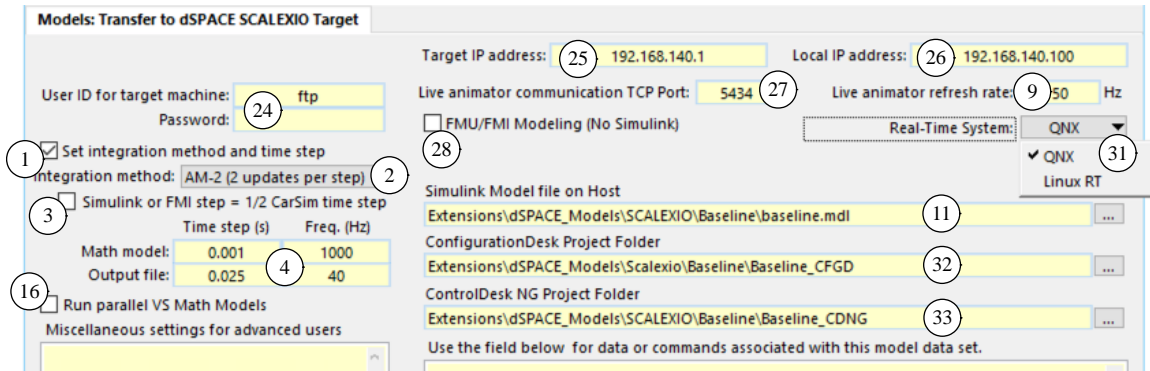 Models: Transfer to dSPACE SCALEXIO Target
Target IP address: 25 192.168.140.1 Local IP address: 26 192.168.140.100
User ID for target machine: ftp Live animator communication TCP Port: 5434 27 Live animator refresh rate: 9 50 Hz
Password: 24 FMU/FMI Modeling (No Simulink) Real-Time System: QNX
28
QNX 31
Linux RT
1 Set integration method and time step
Integration method: AM-2 (2 updates per step) 2
Simulink or FMI step = 1/2 CarSim time step
3
Time step (s) Freq. (Hz)
Math model: 0.001 1000
4
Output file: 0.025 40
16
Run parallel VS Math Models
Miscellaneous settings for advanced users
Simulink Model file on Host
Extensions\dSPACE_Models\SCALEXIO\Baseline\baseline.mdl 11 ...
ConfigurationDesk Project Folder
Extensions\dSPACE_Models\Scalexio\Baseline\Baseline_CFGD 32 ...
ControlDesk NG Project Folder
Extensions\dSPACE_Models\SCALEXIO\Baseline\Baseline_CDNG 33 ...
Use the field below for data or commands associated with this model data set.